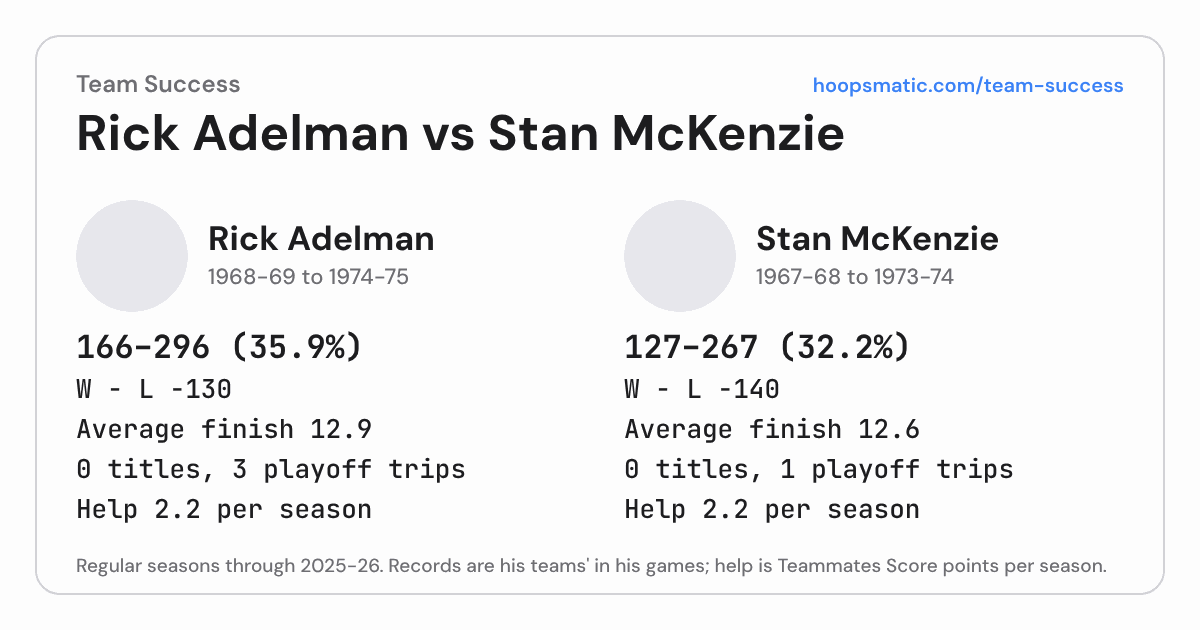 Team Success
hoopsmatic.com/team-success
Rick Adelman vs Stan McKenzie
Rick Adelman
1968-69 to 1974-75
166-296 (35.9%)
W - L -130
Average finish 12.9
0 titles, 3 playoff trips
Help 2.2 per season
Stan McKenzie
1967-68 to 1973-74
127-267 (32.2%)
W - L -140
Average finish 12.6
0 titles, 1 playoff trips
Help 2.2 per season
Regular seasons through 2025-26. Records are his teams' in his games; help is Teammates Score points per season.